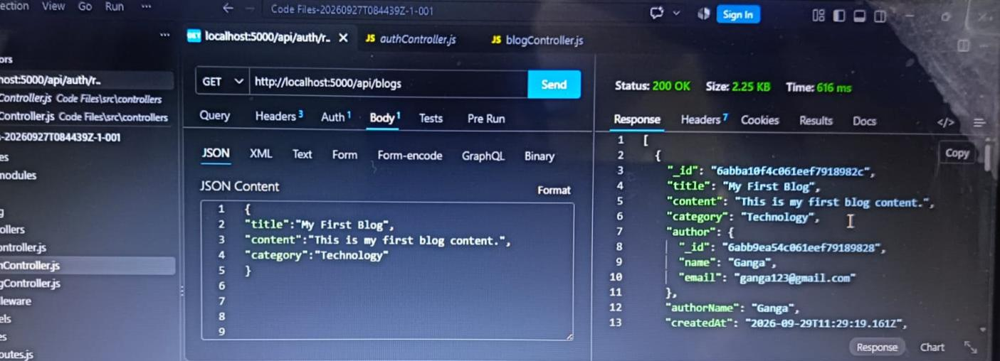 ection View Go Run ...
Code Files-20260927T084439Z-1-001
Sign In
...
GET localhost:5000/api/auth/r.. X
JS authController.js
JS blogController.js
ors
host:5000/api/auth/r..
Controller.js Code Files\src\controllers
Controller.js Code Files\src\controllers
-20260927T084439Z-1-001
es
modules
g
ollers
ontroller.js
hController.js
gController.js
lleware
els
es
outes.js
GET http://localhost:5000/api/blogs Send
Query Headers 3 Auth 1 Body 1 Tests Pre Run
JSON XML Text Form Form-encode GraphQL Binary
JSON Content Format
1 {
2 "title":"My First Blog",
3 "content":"This is my first blog content.",
4 "category":"Technology"
5 }
6
7
8
9
Status: 200 OK Size: 2.25 KB Time: 616 ms
Response Headers 7 Cookies Results Docs </>
Copy
1 [
2 {
3 "_id": "6abba10f4c061eef7918982c",
4 "title": "My First Blog",
5 "content": "This is my first blog content.",
6 "category": "Technology",
7 "author": {
8 "_id": "6abb9ea54c061eef79189828",
9 "name": "Ganga",
10 "email": "ganga123@gmail.com"
11 },
12 "authorName": "Ganga",
13 "createdAt": "2026-09-29T11:29:19.161Z",
Response Chart